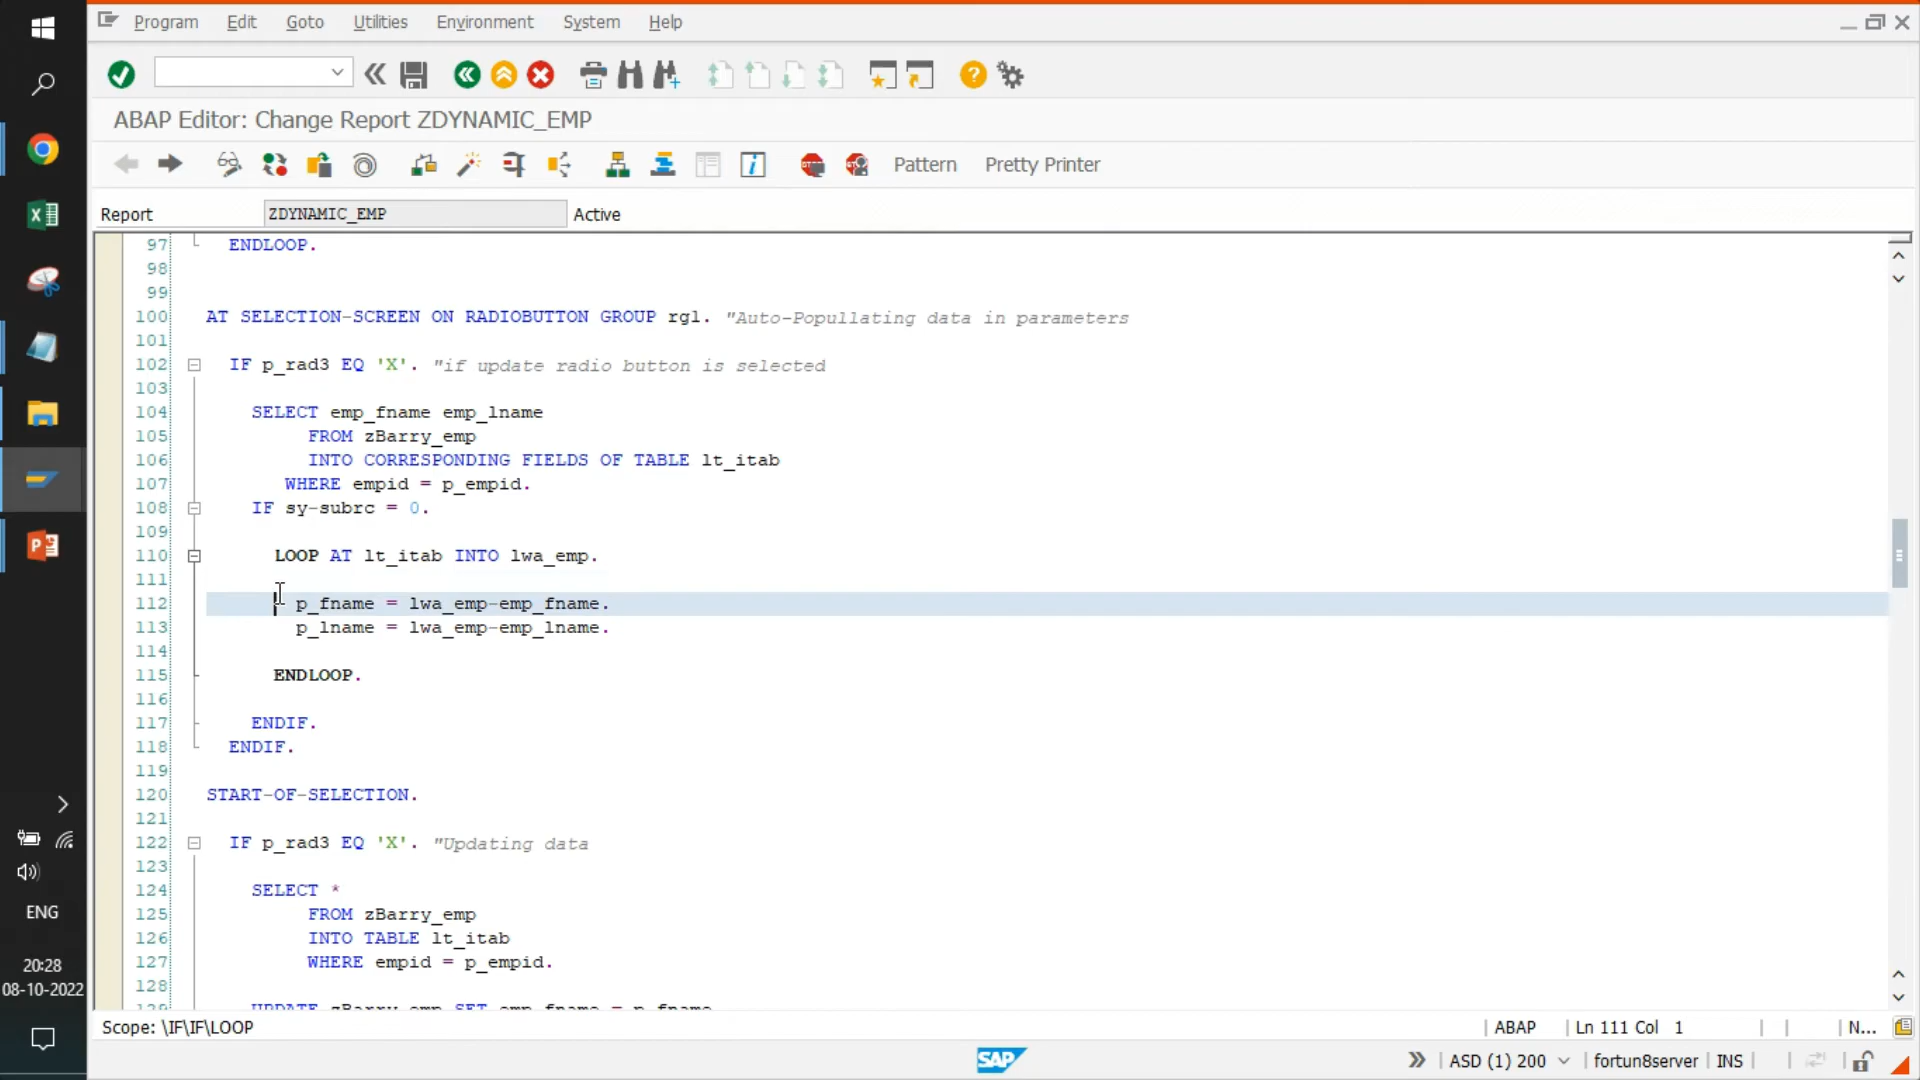 Program Edit Goto Utilities Environment System Help
ABAP Editor: Change Report ZDYNAMIC_EMP
Pattern Pretty Printer
Report ZDYNAMIC_EMP Active
97 ENDLOOP.
98
99
100 AT SELECTION-SCREEN ON RADIOBUTTON GROUP rg1. "Auto-Popullating data in parameters
101
102 IF p_rad3 EQ 'X'. "if update radio button is selected
103
104 SELECT emp_fname emp_lname
105 FROM zBarry_emp
106 INTO CORRESPONDING FIELDS OF TABLE lt_itab
107 WHERE empid = p_empid.
108 IF sy-subrc = 0.
109
110 LOOP AT lt_itab INTO lwa_emp.
111
112 p_fname = lwa_emp-emp_fname.
113 p_lname = lwa_emp-emp_lname.
114
115 ENDLOOP.
116
117 ENDIF.
118 ENDIF.
119
120 START-OF-SELECTION.
121
122 IF p_rad3 EQ 'X'. "Updating data
123
124 SELECT *
125 FROM zBarry_emp
126 INTO TABLE lt_itab
127 WHERE empid = p_empid.
128
129 UPDATE zBarry_emp SET emp_fname = p_fname
Scope: \IF\IF\LOOP ABAP Ln 111 Col 1 N...
SAP ASD (1) 200 fortun8server INS
ENG
20:28
08-10-2022